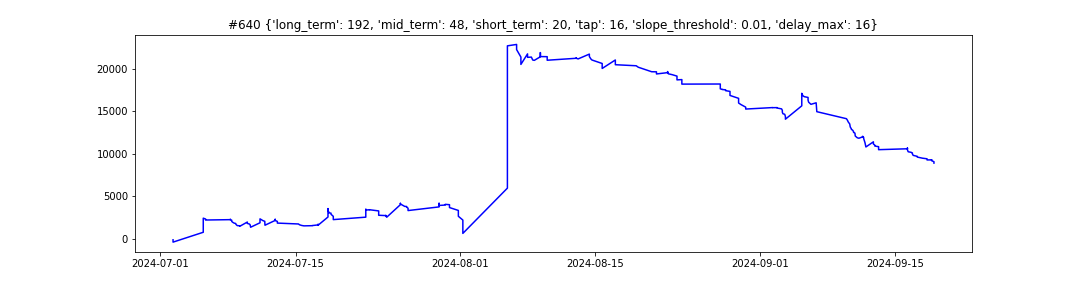 #640 {'long_term': 192, 'mid_term': 48, 'short_term': 20, 'tap': 16, 'slope_threshold': 0.01, 'delay_max': 16}
20000
15000
10000
5000
0
2024-07-01 2024-07-15 2024-08-01 2024-08-15 2024-09-01 2024-09-15